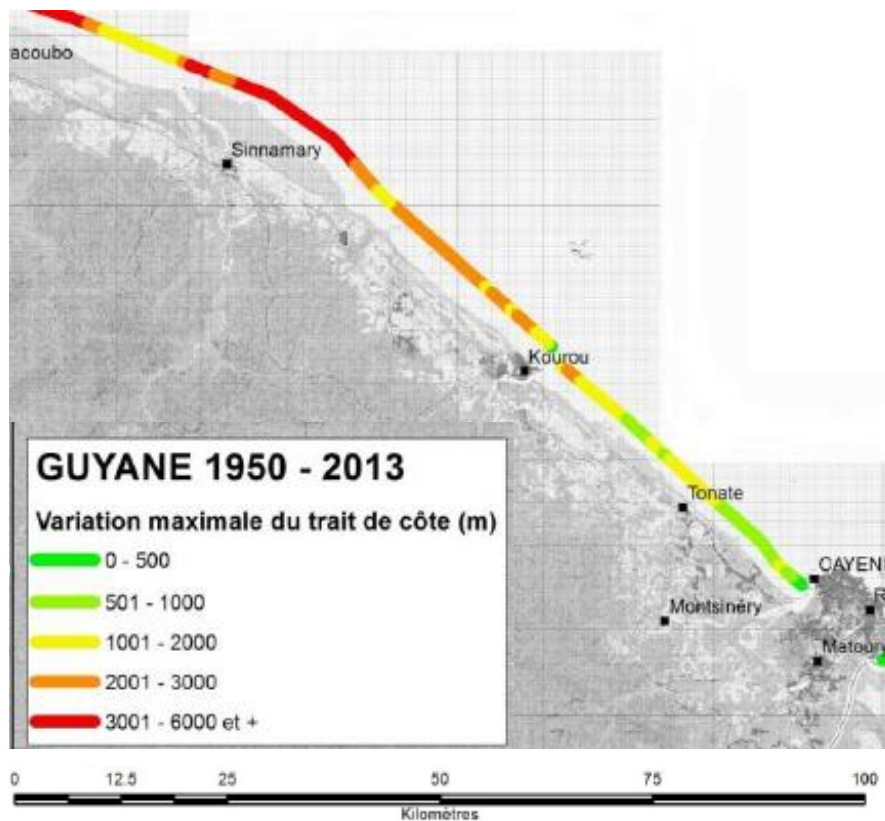 acoubo
Sinnamary
Kourou
Tonate
CAYEN
Montsinéry
R
Matour
GUYANE 1950 - 2013
Variation maximale du trait de côte (m)
0 - 500
501 - 1000
1001 - 2000
2001 - 3000
3001 - 6000 et +
0 12.5 25 50 75 100
Kilomètres